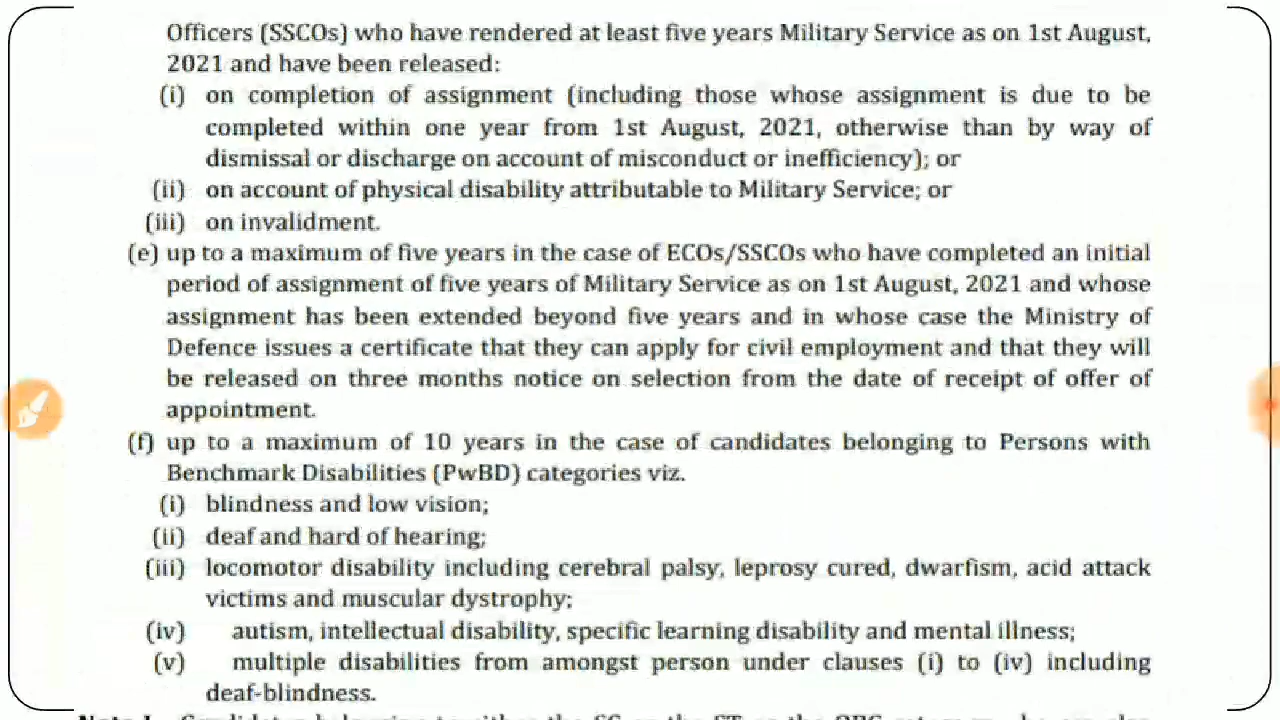 Officers (SSCOs) who have rendered at least five years Military Service as on 1st August,
2021 and have been released:
(i) on completion of assignment (including those whose assignment is due to be
completed within one year from 1st August, 2021, otherwise than by way of
dismissal or discharge on account of misconduct or inefficiency); or
(ii) on account of physical disability attributable to Military Service; or
(iii) on invalidment.
(e) up to a maximum of five years in the case of ECOs/SSCOs who have completed an initial
period of assignment of five years of Military Service as on 1st August, 2021 and whose
assignment has been extended beyond five years and in whose case the Ministry of
Defence issues a certificate that they can apply for civil employment and that they will
be released on three months notice on selection from the date of receipt of offer of
appointment.
(f) up to a maximum of 10 years in the case of candidates belonging to Persons with
Benchmark Disabilities (PwBD) categories viz.
(i) blindness and low vision;
(ii) deaf and hard of hearing;
(iii) locomotor disability including cerebral palsy, leprosy cured, dwarfism, acid attack
victims and muscular dystrophy;
(iv) autism, intellectual disability, specific learning disability and mental illness;
(v) multiple disabilities from amongst person under clauses (i) to (iv) including
deaf-blindness.